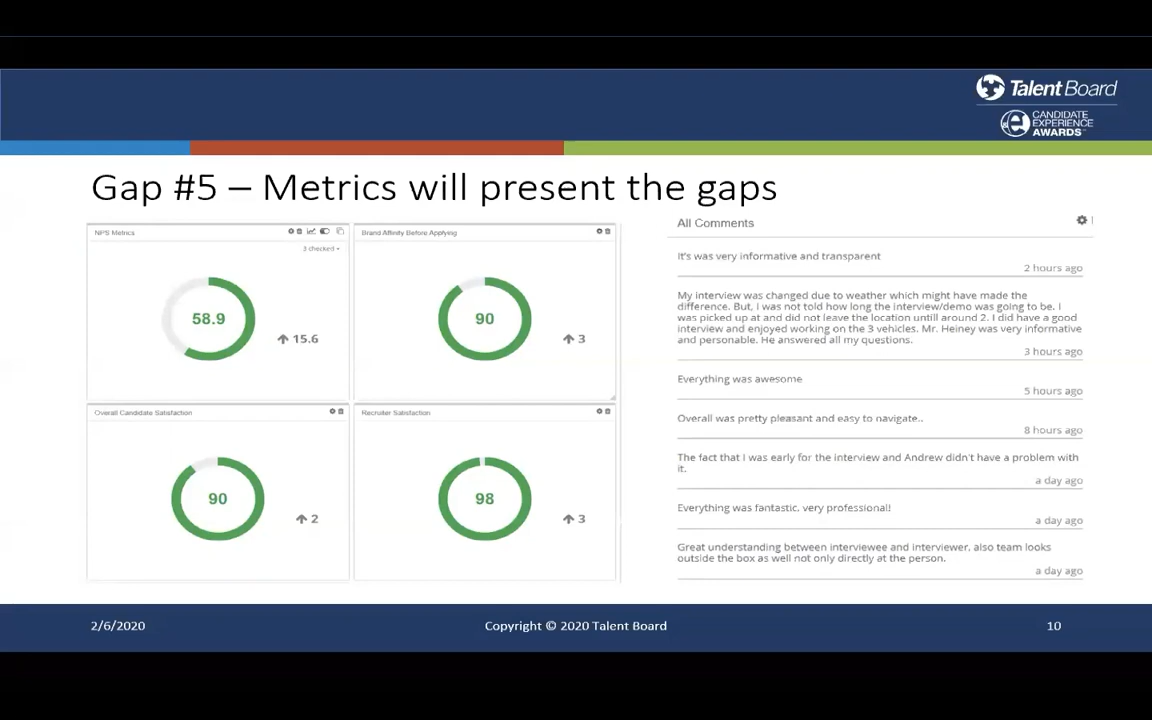 Talent Board
CANDIDATE
EXPERIENCE
AWARDS
Gap #5 – Metrics will present the gaps
NPS Metrics
3 checked
58.9
15.6
Brand Affinity Before Applying
90
3
Overall Candidate Satisfaction
90
2
Recruiter Satisfaction
98
3
All Comments
It's was very informative and transparent
2 hours ago
My interview was changed due to weather which might have made the
difference. But, I was not told how long the interview/demo was going to be. I
was picked up at and did not leave the location untill around 2. I did have a good
interview and enjoyed working on the 3 vehicles. Mr. Heiney was very informative
and personable. He answered all my questions.
3 hours ago
Everything was awesome
5 hours ago
Overall was pretty pleasant and easy to navigate..
8 hours ago
The fact that I was early for the interview and Andrew didn't have a problem with
it.
a day ago
Everything was fantastic, very professional!
a day ago
Great understanding between interviewee and interviewer, also team looks
outside the box as well not only directly at the person.
a day ago
2/6/2020
Copyright © 2020 Talent Board
10